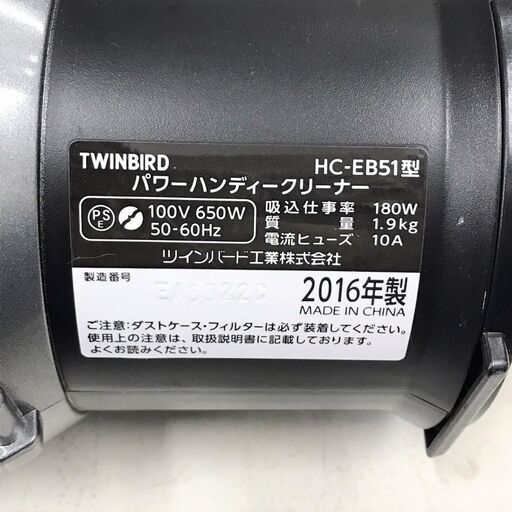 TWINBIRD HC-EB51型
パワーハンディークリーナー
PS E 100V 650W 吸込仕事率 180W
50-60Hz 質量 1.9kg
電流ヒューズ 10A
ツインバード工業株式会社
製造番号
2016年製
MADE IN CHINA
ご注意:ダストケース・フィルターは必ず装着してください。
使用上の注意は、取扱説明書に記載しております。
よくお読みください。